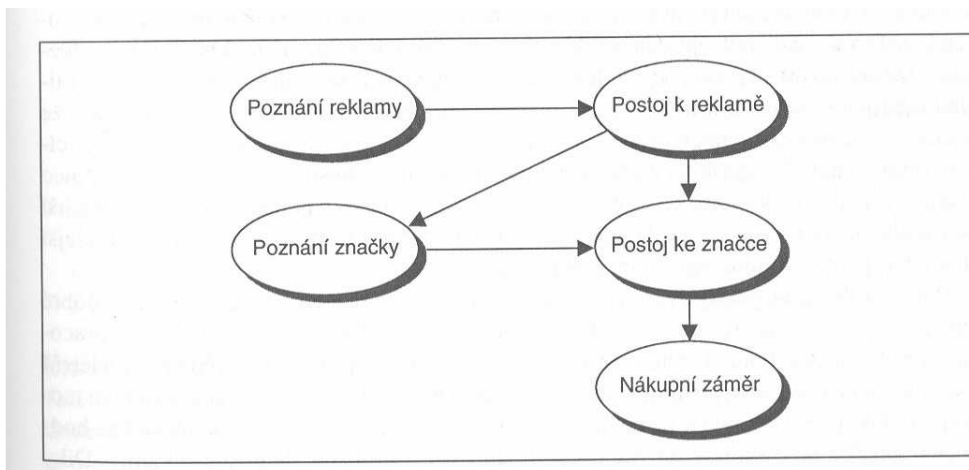 Poznání reklamy
Postoj k reklamě
Poznání značky
Postoj ke značce
Nákupní záměr